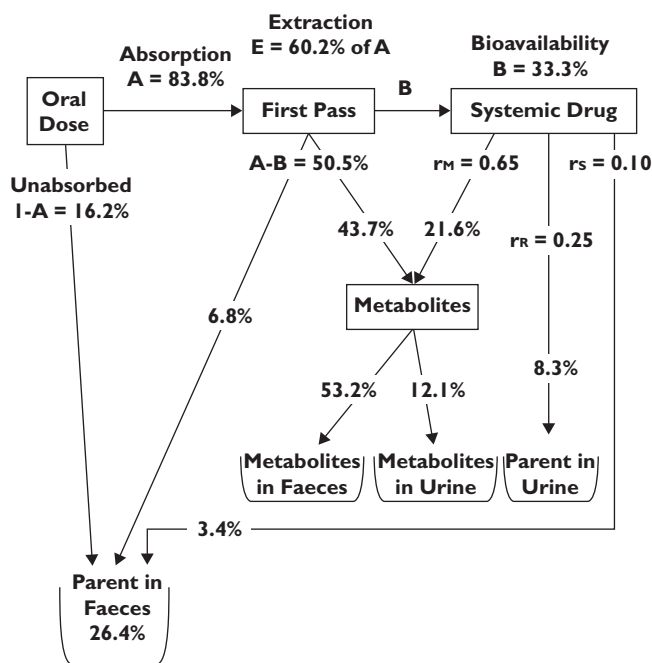 Extraction
E = 60.2% of A
Absorption
A = 83.8%
Bioavailability
B = 33.3%
Oral
Dose
First Pass
B
Systemic Drug
Unabsorbed
1-A = 16.2%
A-B = 50.5%
rM = 0.65
rS = 0.10
43.7%
21.6%
rR = 0.25
Metabolites
6.8%
53.2%
12.1%
8.3%
Metabolites
in Faeces
Metabolites
in Urine
Parent in
Urine
3.4%
Parent in
Faeces
26.4%